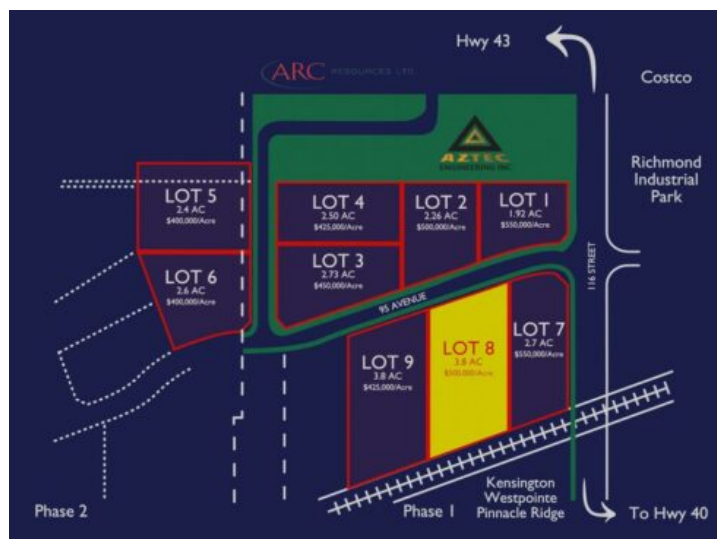 Hwy 43
ARC
RESOURCES LTD.
Costco
AZTEC
ENGINEERING INC.
Richmond
Industrial
Park
LOT 5
2.4 AC
$400,000/Acre
LOT 4
2.50 AC
$425,000/Acre
LOT 2
2.26 AC
$500,000/Acre
LOT 1
1.92 AC
$550,000/Acre
LOT 6
2.6 AC
$400,000/Acre
LOT 3
2.73 AC
$450,000/Acre
95 AVENUE
116 STREET
LOT 9
3.8 AC
$425,000/Acre
LOT 8
3.8 AC
$500,000/Acre
LOT 7
2.7 AC
$550,000/Acre
Phase 2
Phase 1
Kensington
Westpointe
Pinnacle Ridge
To Hwy 40